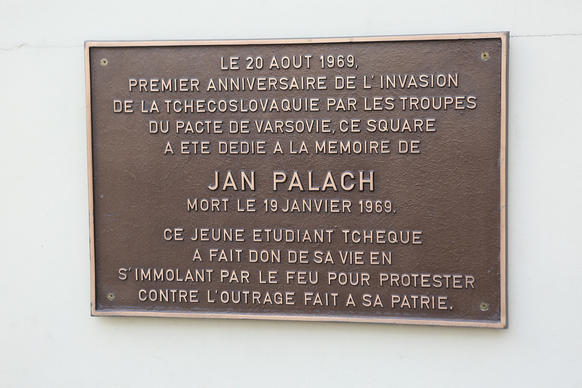 LE 20 AOUT 1969,
PREMIER ANNIVERSAIRE DE L'INVASION
DE LA TCHECOSLOVAQUIE PAR LES TROUPES
DU PACTE DE VARSOVIE, CE SQUARE
A ETE DEDIE A LA MEMOIRE DE
JAN PALACH
MORT LE 19 JANVIER 1969.
CE JEUNE ETUDIANT TCHEQUE
A FAIT DON DE SA VIE EN
S'IMMOLANT PAR LE FEU POUR PROTESTER
CONTRE L'OUTRAGE FAIT A SA PATRIE.